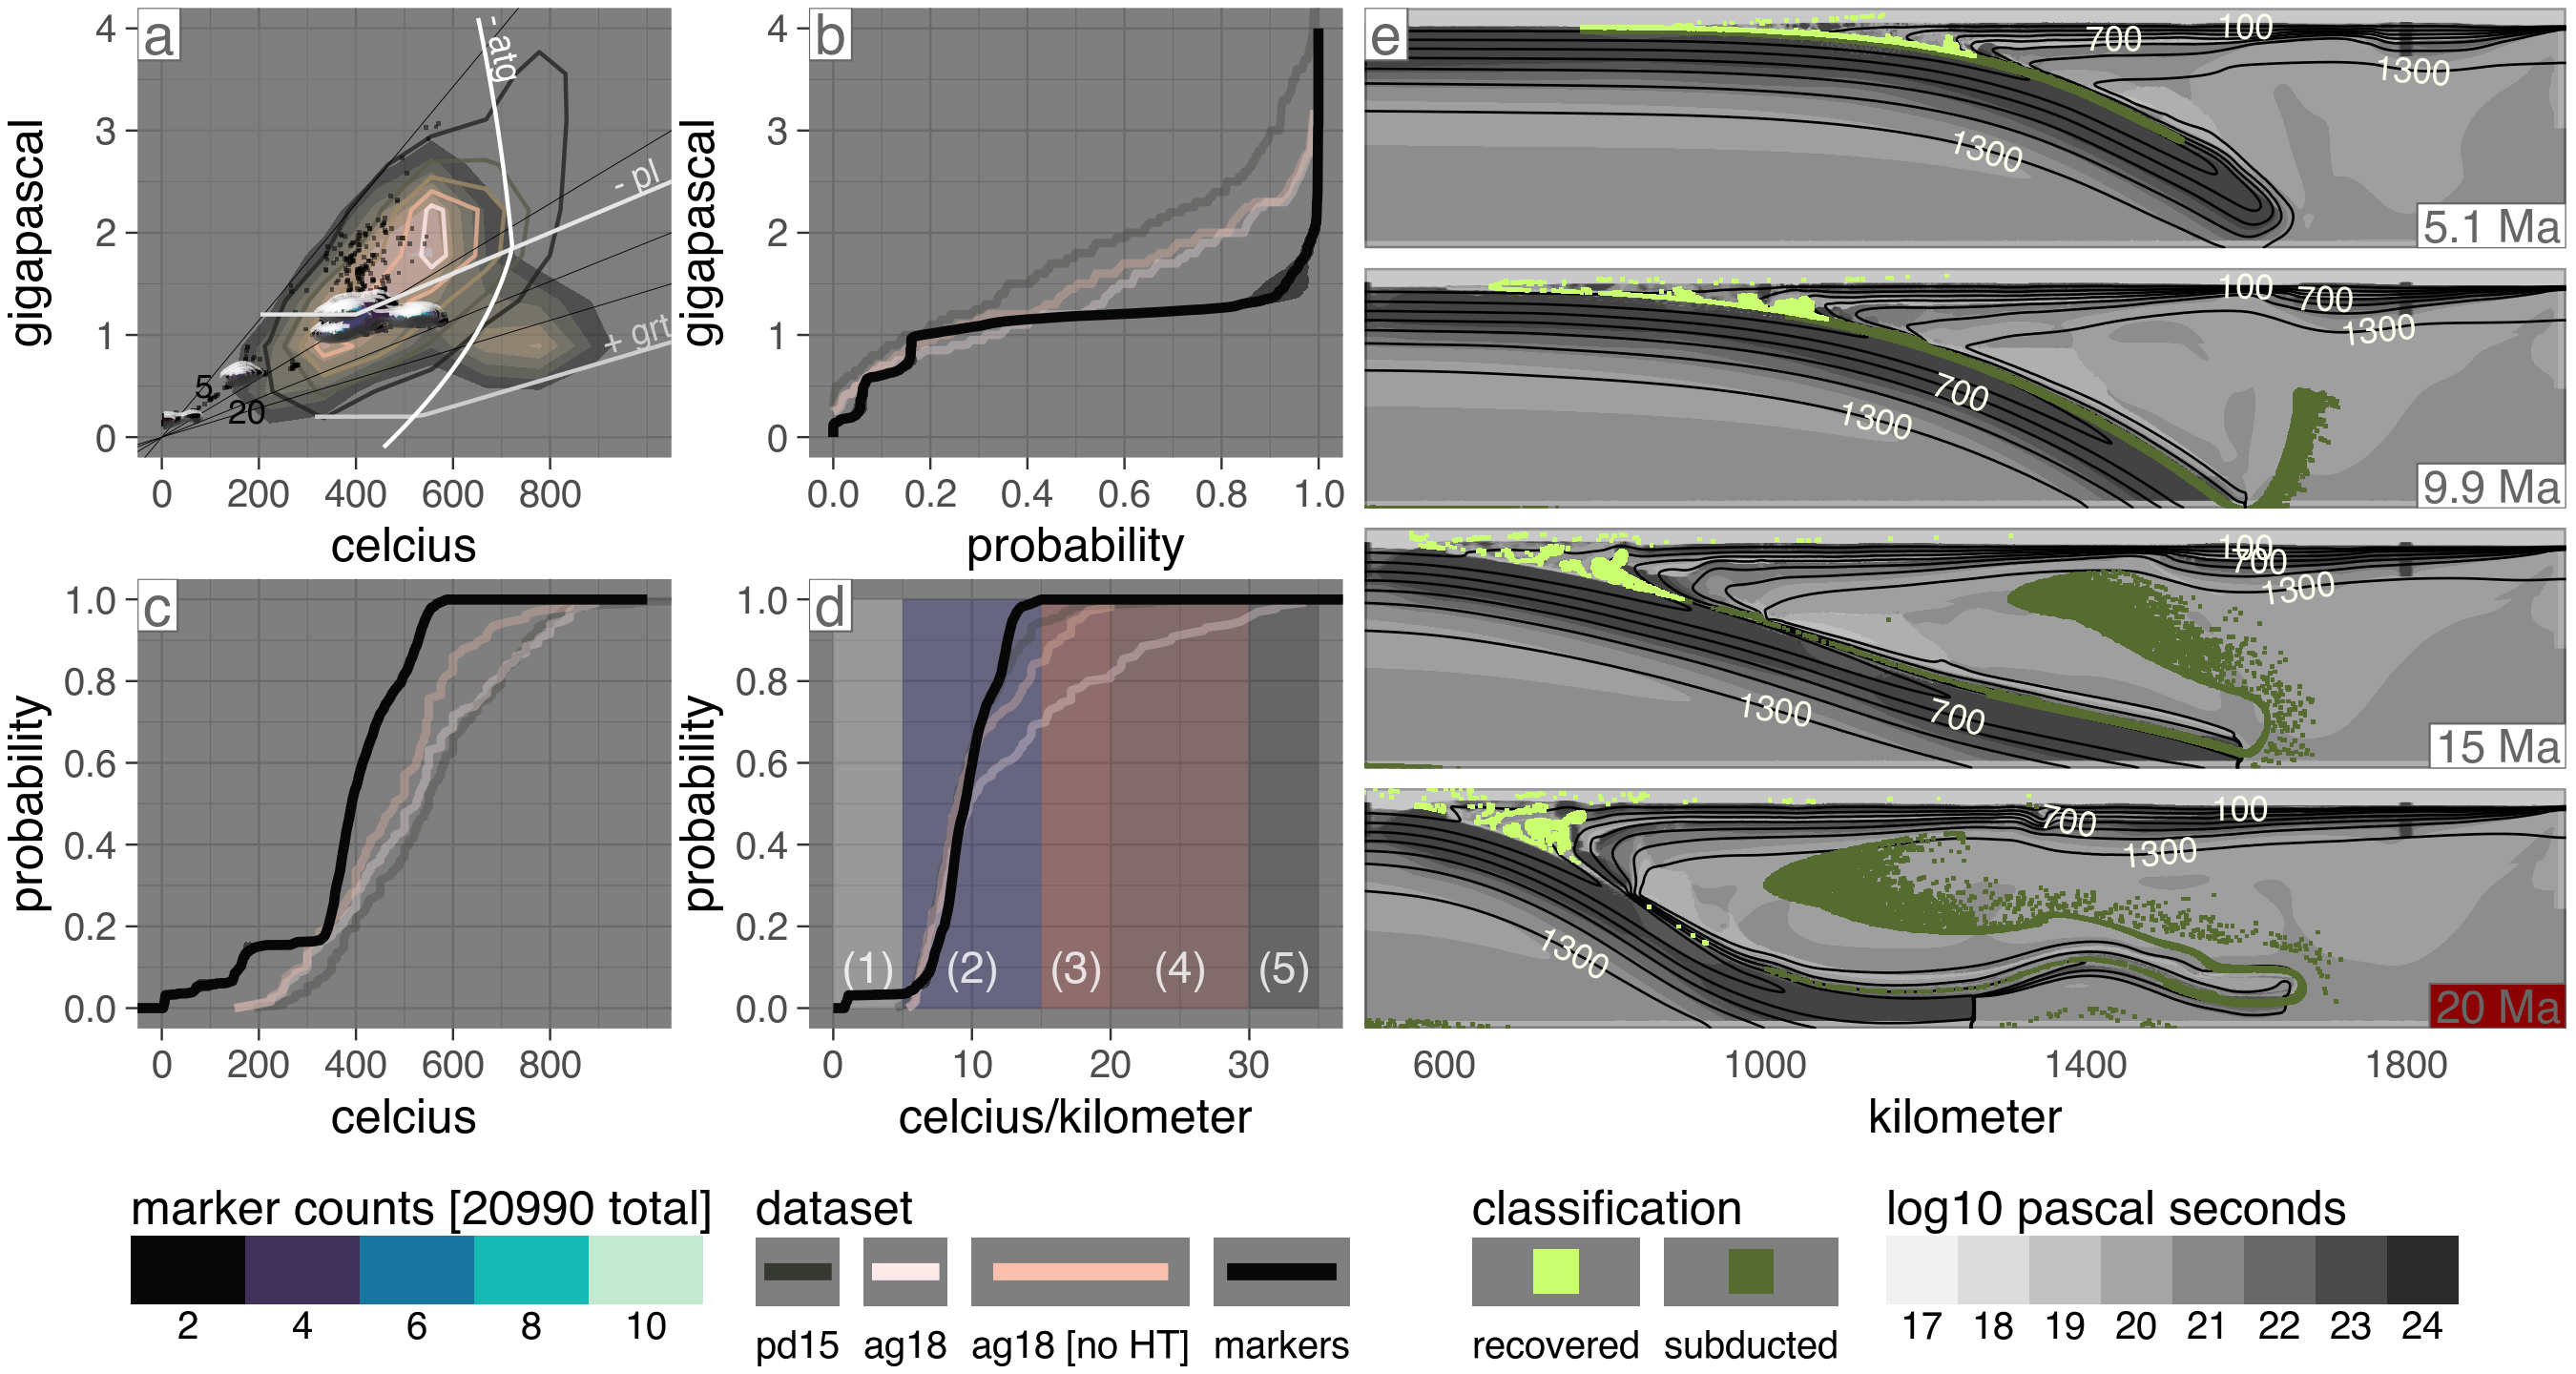 a
4
3
2
1
0
gigapascal
- atg
- pl
+ grt
5
20
0 200 400 600 800
celcius
b
4
3
2
1
0
gigapascal
0.0 0.2 0.4 0.6 0.8 1.0
probability
c
1.0
0.8
0.6
0.4
0.2
0.0
probability
0 200 400 600 800
celcius
d
1.0
0.8
0.6
0.4
0.2
0.0
probability
(1) (2) (3) (4) (5)
0 10 20 30
celcius/kilometer
e
100
700
1300
1300
5.1 Ma
100
700
1300
700
1300
9.9 Ma
100
700
1300
1300
700
15 Ma
100
700
1300
1300
20 Ma
600 1000 1400 1800
kilometer
marker counts [20990 total]
2 4 6 8 10
dataset
pd15 ag18 ag18 [no HT] markers
classification
recovered subducted
log10 pascal seconds
17 18 19 20 21 22 23 24